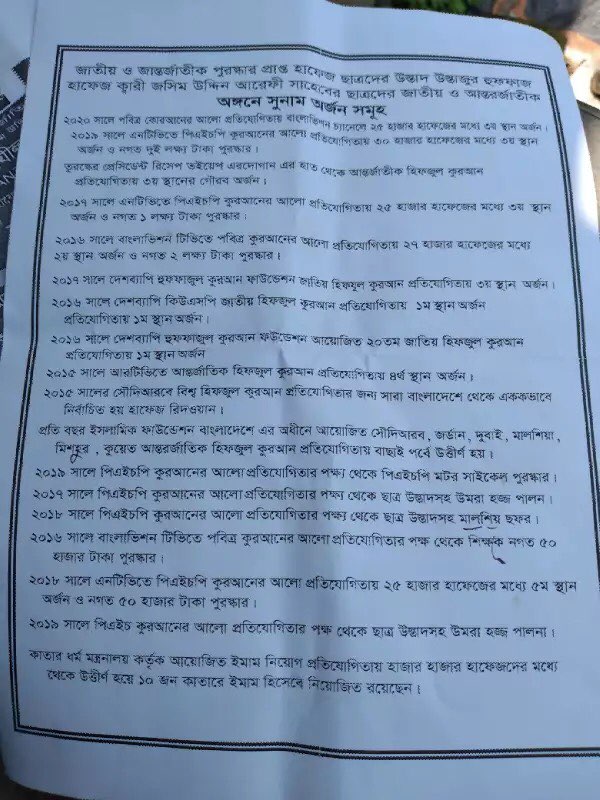 জাতীয় ও আন্তর্জাতীক পুরস্কার প্রাপ্ত হাফেজ ছাত্রদের উস্তাদ উস্তাজুর হুফফাজ
হাফেজ ক্বারী জসিম উদ্দিন আরেফী সাহেবের ছাত্রদের জাতীয় ও আন্তরজার্তীক
অঙ্গনে সুনাম অর্জন সমূহ
২০২০ সালে পবিত্র কোরআনের আলো প্রতিযোগিতায় বাংলাভিশন চ্যানেলে ২৫ হাজার হাফেজের মধ্যে ৩য় স্থান অর্জন।
২০১৯ সালে এনটিভিতে পিএইচপি কুরআনের আলো প্রতিযোগিতায় ৩০ হাজার হাফেজের মধ্যে ৩য় স্থান
অর্জন ও নগত দুই লক্ষ্য টাকা পুরস্কার।
তুরষ্কের প্রেসিডেন্ট রিসেপ তইয়েপ এরদোগান এর হাত থেকে আন্তর্জাতীক হিফজুল কুরআন
প্রতিযোগিতায় ৩য় স্থানের গৌরব অর্জন।
২০১৭ সালে এনটিভিতে পিএইচপি কুরআনের আলো প্রতিযোগিতায় ২৫ হাজার হাফেজের মধ্যে ৩য় স্থান
অর্জন ও নগত ১ লক্ষ্য টাকা পুরস্কার।
২০১৬ সালে বাংলাভিশন টিভিতে পবিত্র কুরআনের আলো প্রতিযোগিতায় ২৭ হাজার হাফেজের মধ্যে
২য় স্থান অর্জন ও নগত ২ লক্ষ্য টাকা পুরস্কার।
২০১৭ সালে দেশব্যাপি হুফফাজুল কুরআন ফাউন্ডেশন জাতিয় হিফযুল কুরআন প্রতিযোগিতায় ৩য় স্থান অর্জন।
২০১৬ সালে দেশব্যাপি কিউএসপি জাতীয় হিফজুল কুরআন প্রতিযোগিতায় ১ম স্থান অর্জন
প্রতিযোগিতায় ১ম স্থান অর্জন।
২০১৬ সালে দেশব্যাপি হুফফাজুল কুরআন ফউন্ডেশন আয়োজিত ২০তম জাতিয় হিফজুল কুরআন
প্রতিযোগিতায় ১ম স্থান অর্জন
২০১৫ সালে আরটিভিতে আন্তর্জাতিক হিফজুল কুরআন প্রতিযোগিতায় ৪র্থ স্থান অর্জন।
২০১৫ সালের সৌদিআরবে বিশ্ব হিফজুল কুরআন প্রতিযোগিতার জন্য সারা বাংলাদেশে থেকে এককভাবে
নির্বাচিত হয় হাফেজ রিদওয়ান।
প্রতি বছর ইসলামিক ফাউন্ডেশন বাংলাদেশে এর অধীনে আয়োজিত সৌদিআরব, জর্ডান, দুবাই, মালশিয়া,
মিশহুর, কুয়েত আন্তরজার্তিক হিফজুল কুরআন প্রতিযোগিতায় বাছাই পর্বে উত্তীর্ণ হয়।
২০১৯ সালে পিএইচপি কুরআনের আলো প্রতিযোগিতার পক্ষ্য থেকে পিএইচপি মটর সাইকেল পুরস্কার।
২০১৭ সালে পিএইচপি কুরআনের আলো প্রতিযোগিতার পক্ষ্য থেকে ছাত্র উস্তাদসহ উমরা হজ্জ পালন।
২০১৮ সালে পিএইচপি কুরআনের আলো প্রতিযোগিতার পক্ষ্য থেকে ছাত্র উস্তাদসহ মালশিয় ছফর।
২০১৬ সালে বাংলাভিশন টিভিতে পবিত্র কুরআনের আলো প্রতিযোগিতার পক্ষ থেকে শিক্ষক নগত ৫০
হাজার টাকা পুরস্কার।
২০১৮ সালে এনটিভিতে পিএইচপি কুরআনের আলো প্রতিযোগিতায় ২৫ হাজার হাফেজের মধ্যে ৫ম স্থান
অর্জন ও নগত ৫০ হাজার টাকা পুরস্কার।
২০১৯ সালে পিএইচ কুরআনের আলো প্রতিযোগিতার পক্ষ থেকে ছাত্র উস্তাদসহ উমরা হজ্জ পালনা।
কাতার ধর্ম মন্ত্রনালয় কর্তৃক আয়োজিত ইমাম নিয়োগ প্রতিযোগিতায় হাজার হাজার হাফেজদের মধ্যে
থেকে উত্তীর্ণ হয়ে ১০ জন কাতারে ইমাম হিসেবে নিয়োজিত রয়েছেন।